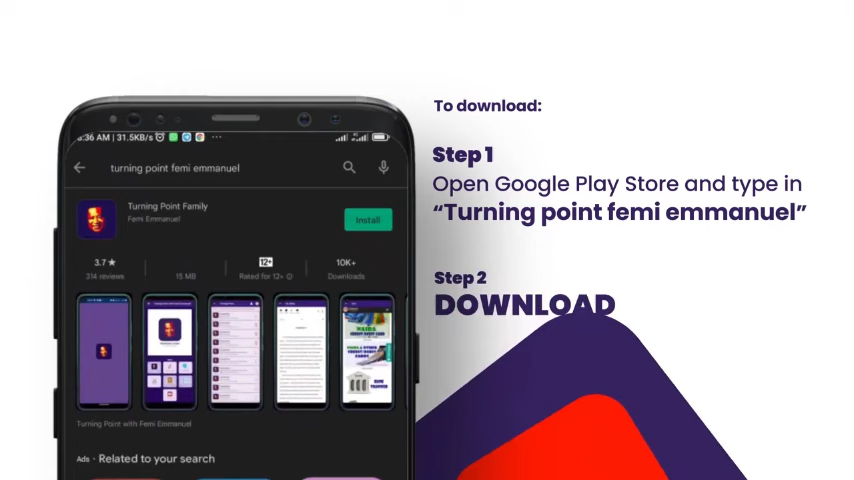 8:36 AM | 31.5KB/s
turning point femi emmanuel
Turning Point Family
Femi Emmanuel
Install
3.7 ★
314 reviews
15 MB
12+
Rated for 12+
10K+
Downloads
Turning Point with Femi Emmanuel
Ads · Related to your search
To download:
Step 1
Open Google Play Store and type in
“Turning point femi emmanuel”
Step 2
DOWNLOAD